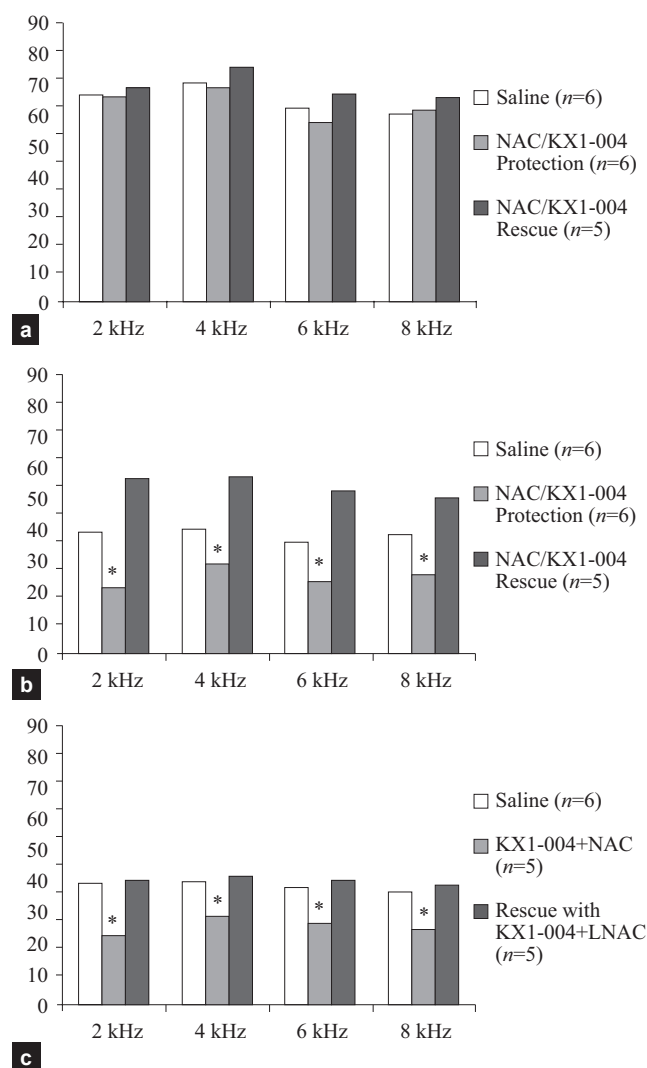 90
80
70
60
50
40
30
20
10
0
2 kHz 4 kHz 6 kHz 8 kHz
Saline (n=6)
NAC/KX1-004
Protection (n=6)
NAC/KX1-004
Rescue (n=5)
a
90
80
70
60
50
40
30
20
10
0
* * * *
2 kHz 4 kHz 6 kHz 8 kHz
Saline (n=6)
NAC/KX1-004
Protection (n=6)
NAC/KX1-004
Rescue (n=5)
b
90
80
70
60
50
40
30
20
10
0
* * * *
2 kHz 4 kHz 6 kHz 8 kHz
Saline (n=6)
KX1-004+NAC
(n=5)
Rescue with
KX1-004+LNAC
(n=5)
c